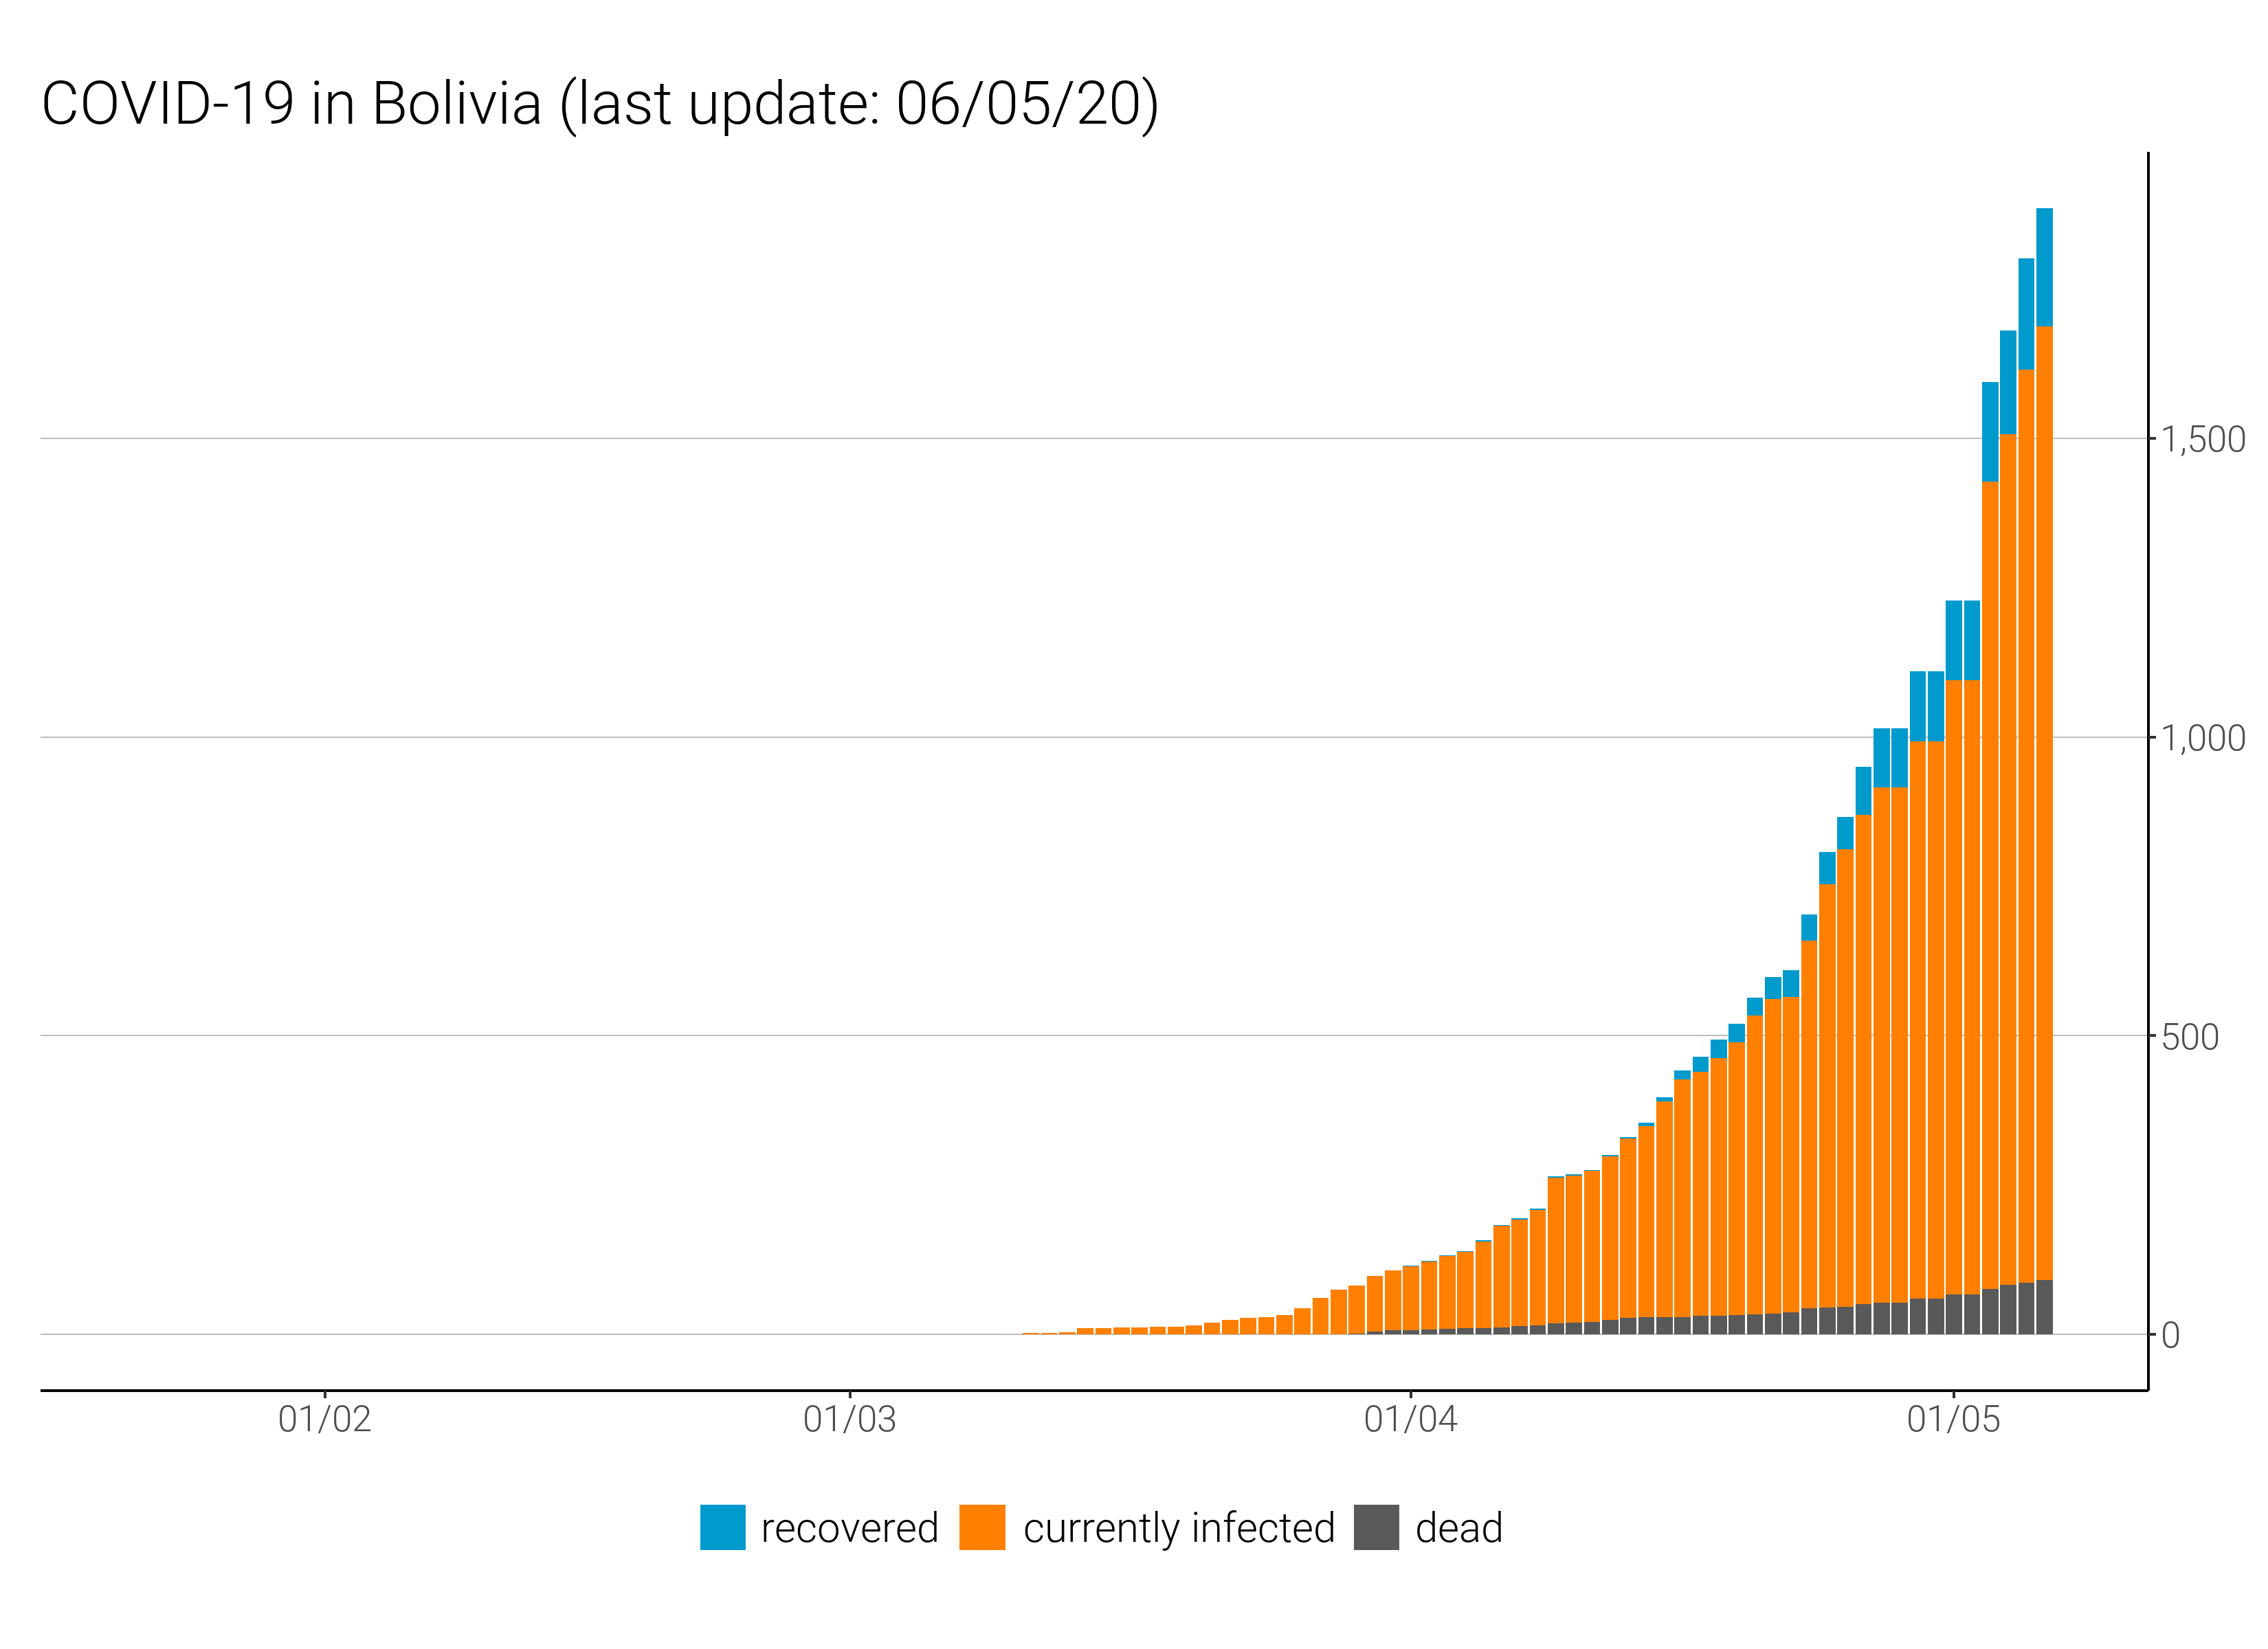 COVID-19 in Bolivia (last update: 06/05/20)
1,500
1,000
500
0
01/02 01/03 01/04 01/05
recovered currently infected dead